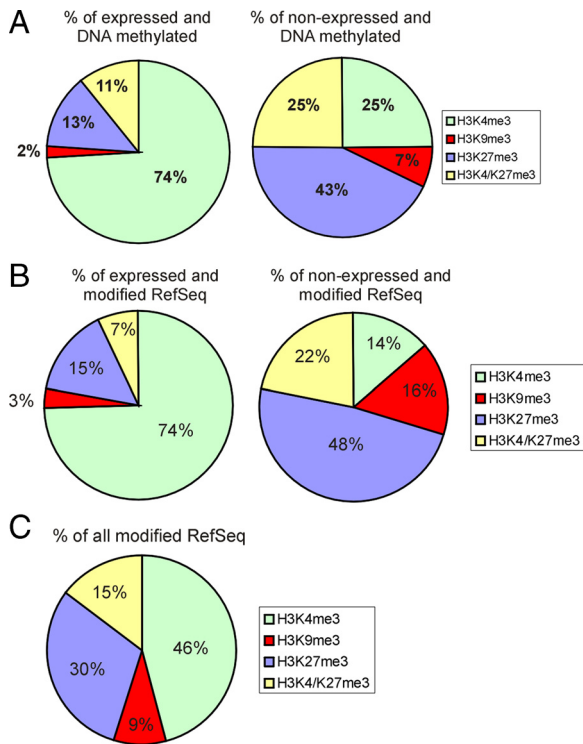 A
% of expressed and
DNA methylated
% of non-expressed and
DNA methylated
11%
13%
2%
74%
25%
25%
7%
43%
H3K4me3
H3K9me3
H3K27me3
H3K4/K27me3
B
% of expressed and
modified RefSeq
% of non-expressed and
modified RefSeq
7%
15%
3%
74%
22%
14%
16%
48%
H3K4me3
H3K9me3
H3K27me3
H3K4/K27me3
C
% of all modified RefSeq
15%
46%
30%
9%
H3K4me3
H3K9me3
H3K27me3
H3K4/K27me3